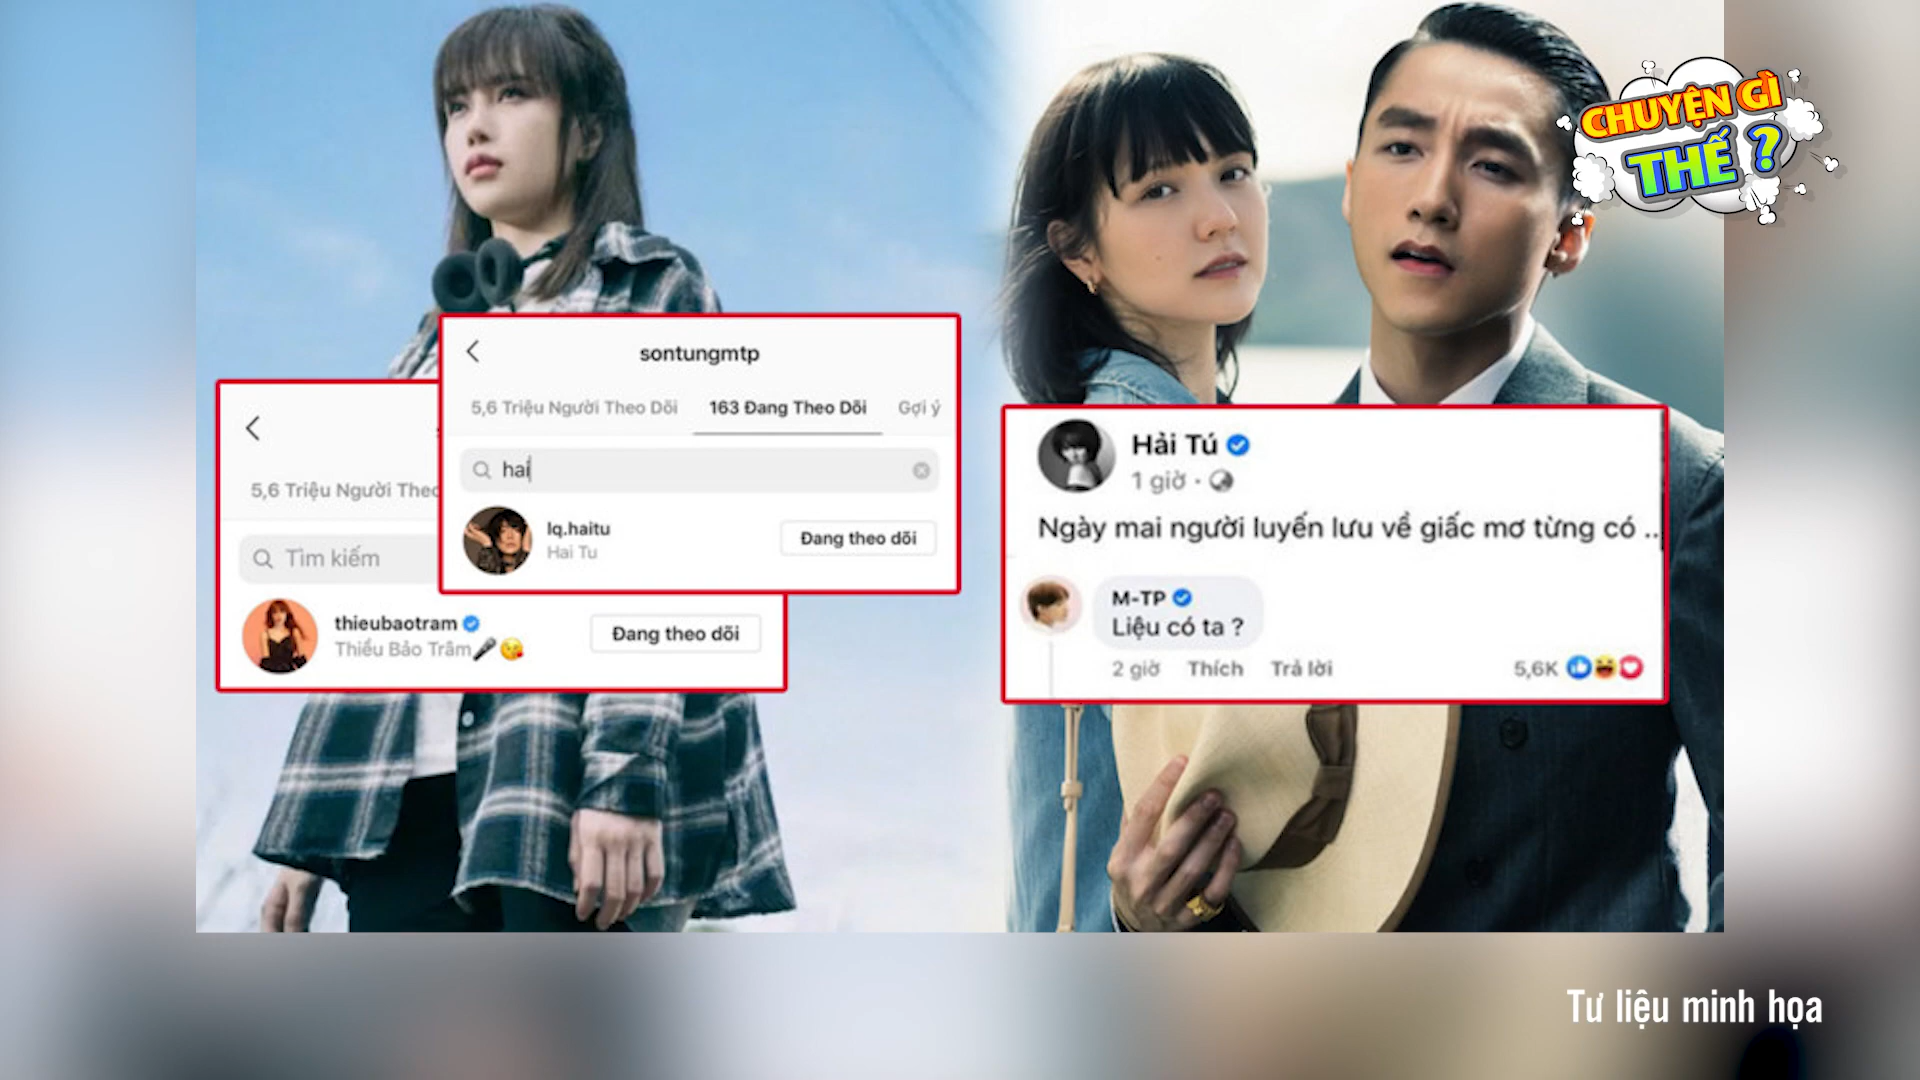 CHUYỆN GÌ
THẾ ?
sontungmtp
5,6 Triệu Người Theo Dõi
163 Đang Theo Dõi
Gợi ý
hai
lq.haitu
Hai Tu
Đang theo dõi
5,6 Triệu Người
Tìm kiếm
thieubaotram
Thiều Bảo Trâm🎤😘
Đang theo dõi
Hải Tú
1 giờ ·
Ngày mai người luyến lưu về giấc mơ từng có ..
M-TP
Liệu có ta ?
2 giờ Thích Trả lời 5,6K
Tư liệu minh họa